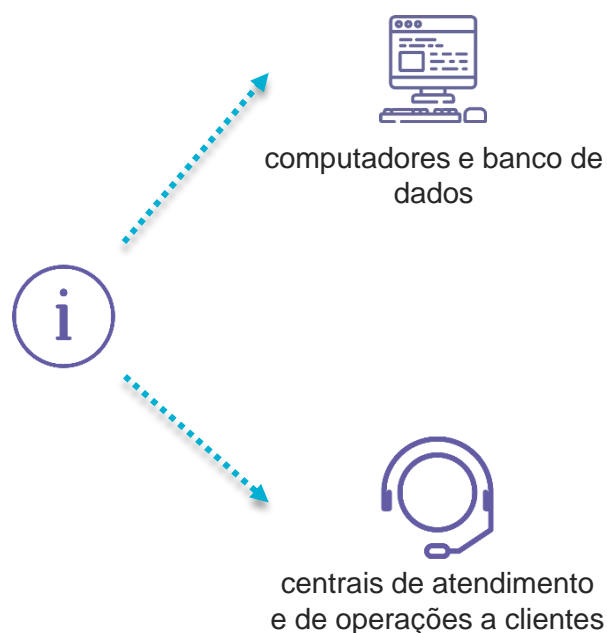 computadores e banco de
dados
i
centrais de atendimento
e de operações a clientes